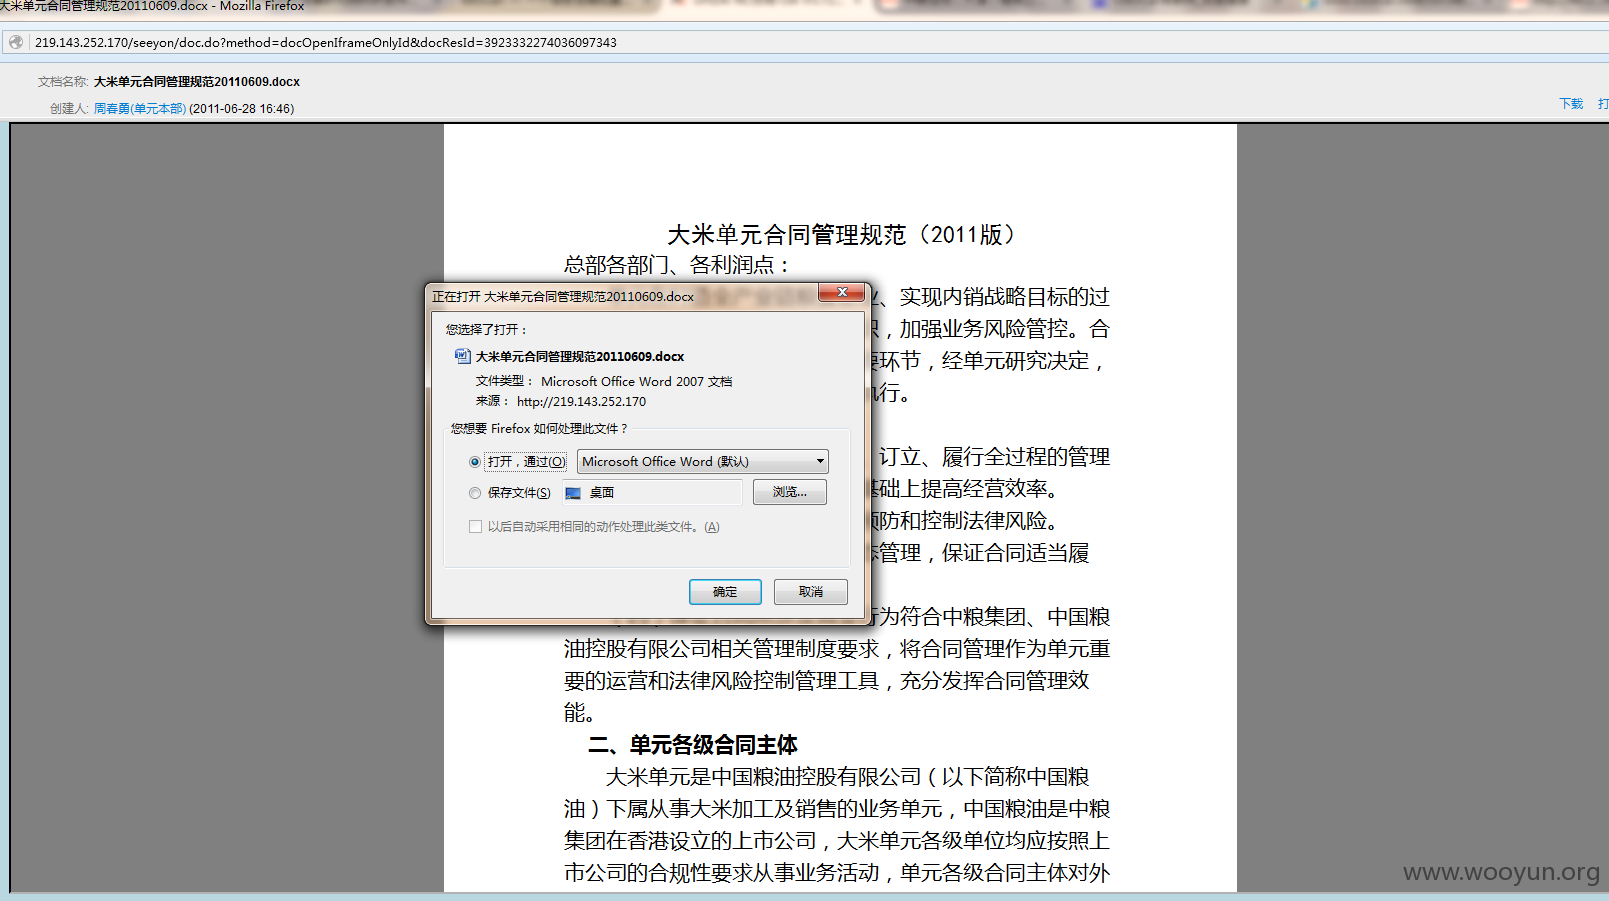 大米单元合同管理规范20110609.docx - Mozilla Firefox
219.143.252.170/seeyon/doc.do?method=docOpenIframeOnlyId&docResId=3923332274036097343
文档名称: 大米单元合同管理规范20110609.docx
创建人: 周春勇(单元本部) (2011-06-28 16:46)
下载 打
大米单元合同管理规范（2011版）
总部各部门、各利润点：
、实现内销战略目标的过
，加强业务风险管控。合
环节，经单元研究决定，
执行。
订立、履行全过程的管理
基础上提高经营效率。
预防和控制法律风险。
态管理，保证合同适当履
行为符合中粮集团、中国粮
油控股有限公司相关管理制度要求，将合同管理作为单元重
要的运营和法律风险控制管理工具，充分发挥合同管理效
能。
二、单元各级合同主体
大米单元是中国粮油控股有限公司（以下简称中国粮
油）下属从事大米加工及销售的业务单元，中国粮油是中粮
集团在香港设立的上市公司，大米单元各级单位均应按照上
市公司的合规性要求从事业务活动，单元各级合同主体对外
正在打开 大米单元合同管理规范20110609.docx
您选择了打开：
大米单元合同管理规范20110609.docx
文件类型： Microsoft Office Word 2007 文档
来源： http://219.143.252.170
您想要 Firefox 如何处理此文件？
打开，通过(O) Microsoft Office Word (默认)
保存文件(S) 桌面 浏览...
以后自动采用相同的动作处理此类文件。(A)
确定 取消
www.wooyun.org